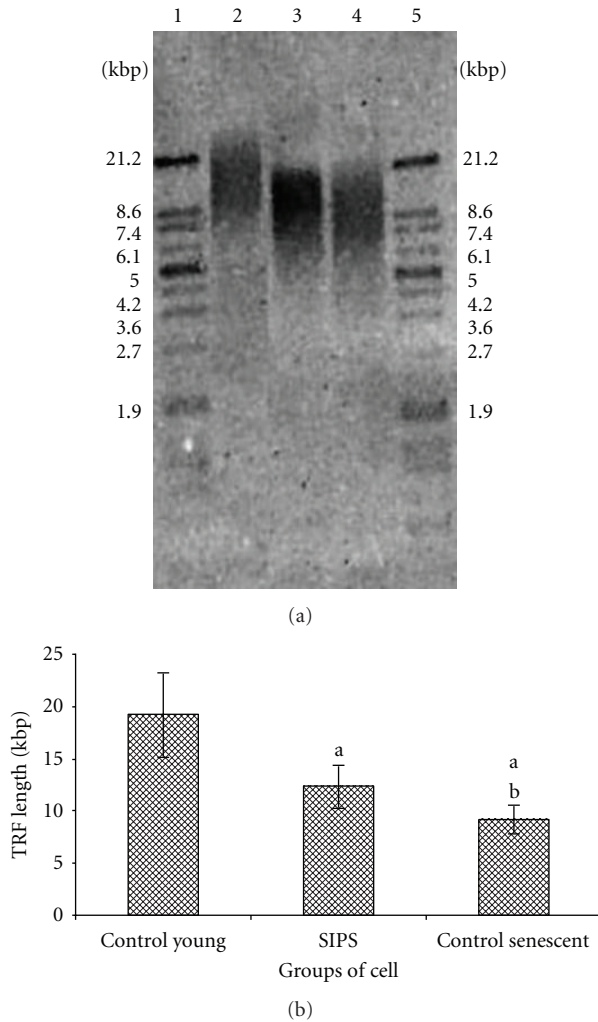 1 2 3 4 5
(kbp) (kbp)
21.2 21.2
8.6 8.6
7.4 7.4
6.1 6.1
5 5
4.2 4.2
3.6 3.6
2.7 2.7
1.9 1.9
(a)
25
20
15
10
5
0
TRF length (kbp)
a
a
b
Control young SIPS Control senescent
Groups of cell
(b)